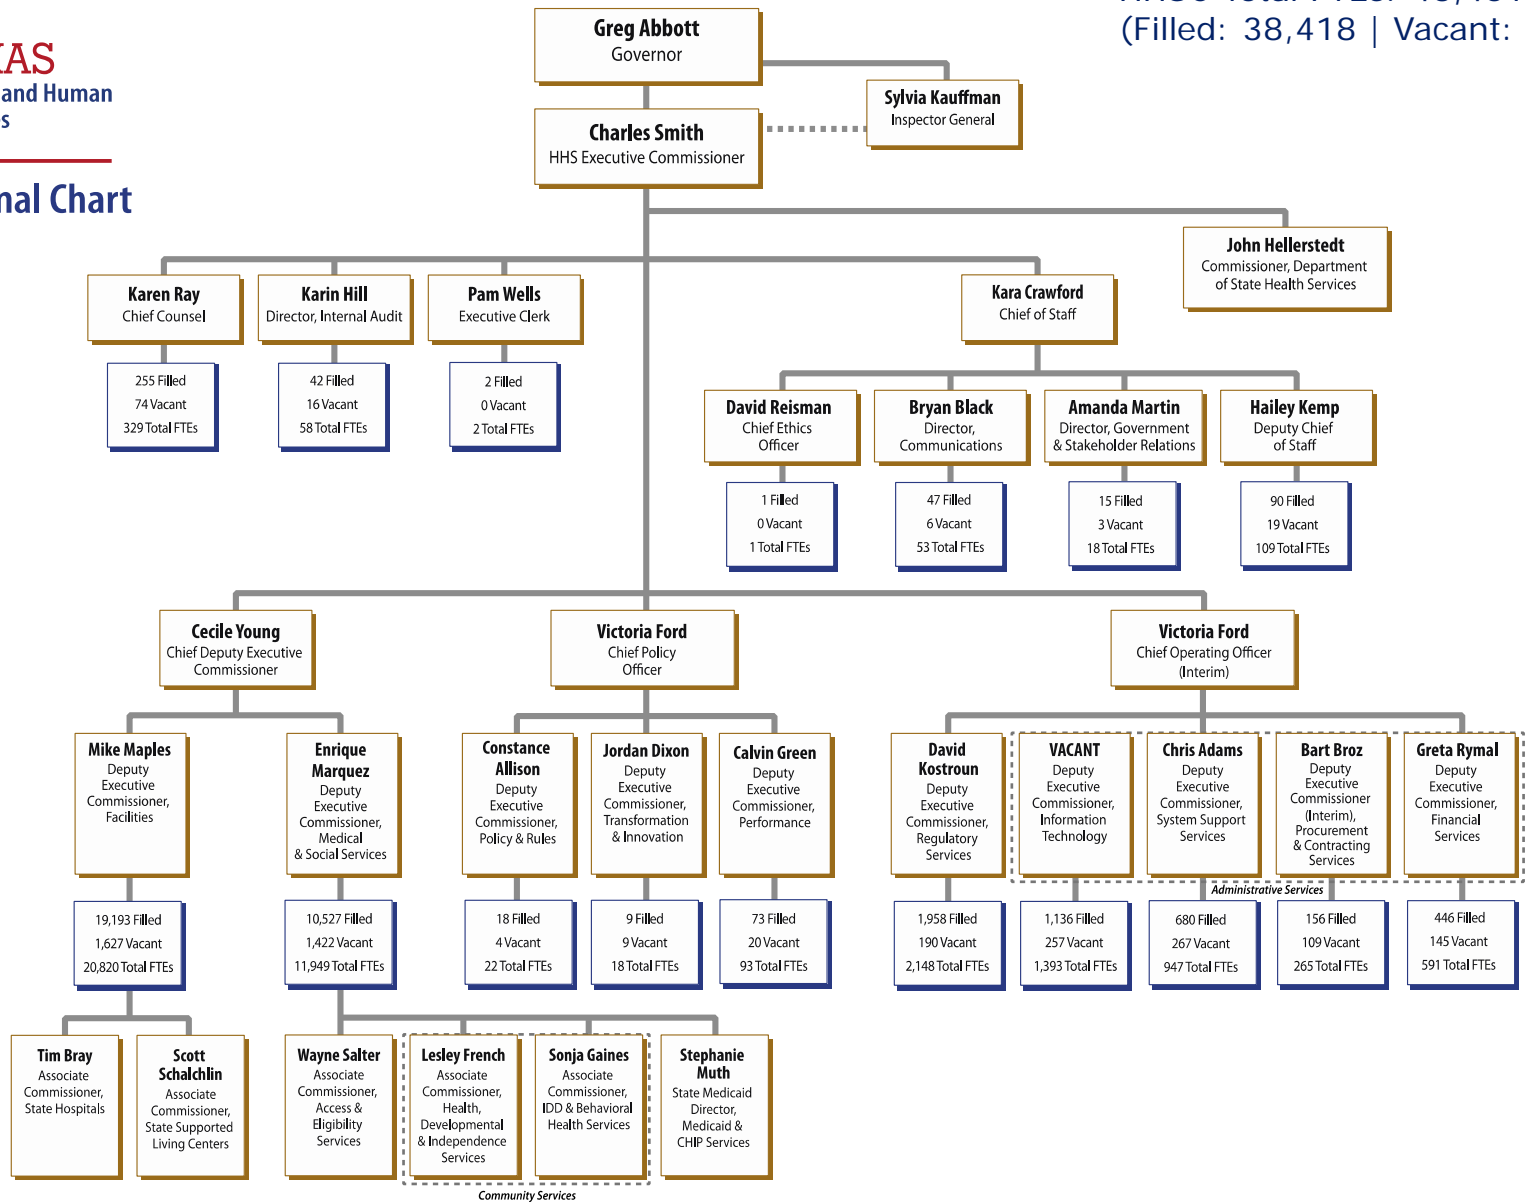 (Filled: 38,418 | Vacant:
and Human
nal Chart
Greg Abbott
Governor
Sylvia Kauffman
Inspector General
Charles Smith
HHS Executive Commissioner
John Hellerstedt
Commissioner, Department
of State Health Services
Karen Ray
Chief Counsel
255 Filled
74 Vacant
329 Total FTEs
Karin Hill
Director, Internal Audit
42 Filled
16 Vacant
58 Total FTEs
Pam Wells
Executive Clerk
2 Filled
0 Vacant
2 Total FTEs
Kara Crawford
Chief of Staff
David Reisman
Chief Ethics
Officer
1 Filled
0 Vacant
1 Total FTEs
Bryan Black
Director,
Communications
47 Filled
6 Vacant
53 Total FTEs
Amanda Martin
Director, Government
& Stakeholder Relations
15 Filled
3 Vacant
18 Total FTEs
Hailey Kemp
Deputy Chief
of Staff
90 Filled
19 Vacant
109 Total FTEs
Cecile Young
Chief Deputy Executive
Commissioner
Victoria Ford
Chief Policy
Officer
Victoria Ford
Chief Operating Officer
(Interim)
Mike Maples
Deputy
Executive
Commissioner,
Facilities
19,193 Filled
1,627 Vacant
20,820 Total FTEs
Enrique
Marquez
Deputy
Executive
Commissioner,
Medical
& Social Services
10,527 Filled
1,422 Vacant
11,949 Total FTEs
Constance
Allison
Deputy
Executive
Commissioner,
Policy & Rules
18 Filled
4 Vacant
22 Total FTEs
Jordan Dixon
Deputy
Executive
Commissioner,
Transformation
& Innovation
9 Filled
9 Vacant
18 Total FTEs
Calvin Green
Deputy
Executive
Commissioner,
Performance
73 Filled
20 Vacant
93 Total FTEs
David
Kostroun
Deputy
Executive
Commissioner,
Regulatory
Services
1,958 Filled
190 Vacant
2,148 Total FTEs
VACANT
Deputy
Executive
Commissioner,
Information
Technology
1,136 Filled
257 Vacant
1,393 Total FTEs
Chris Adams
Deputy
Executive
Commissioner,
System Support
Services
680 Filled
267 Vacant
947 Total FTEs
Bart Broz
Deputy
Executive
Commissioner
(Interim),
Procurement
& Contracting
Services
156 Filled
109 Vacant
265 Total FTEs
Greta Rymal
Deputy
Executive
Commissioner,
Financial
Services
446 Filled
145 Vacant
591 Total FTEs
Administrative Services
Tim Bray
Associate
Commissioner,
State Hospitals
Scott
Schalchlin
Associate
Commissioner,
State Supported
Living Centers
Wayne Salter
Associate
Commissioner,
Access &
Eligibility
Services
Lesley French
Associate
Commissioner,
Health,
Developmental
& Independence
Services
Sonja Gaines
Associate
Commissioner,
IDD & Behavioral
Health Services
Stephanie
Muth
State Medicaid
Director,
Medicaid &
CHIP Services
Community Services